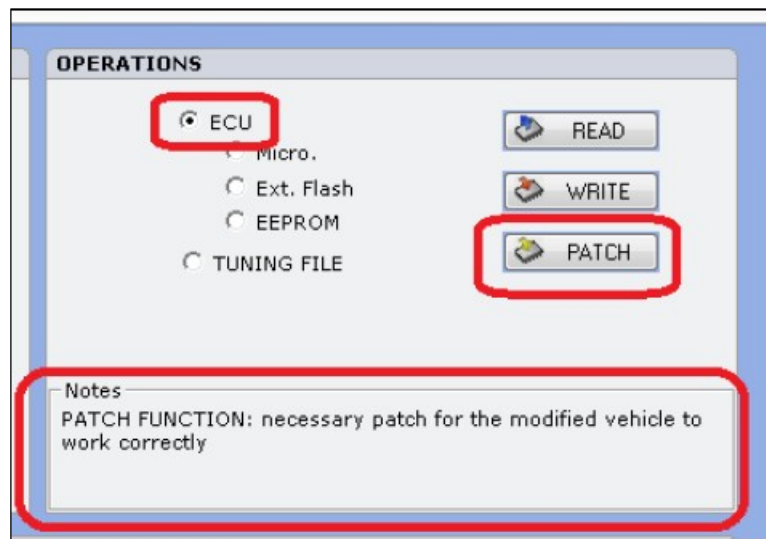 OPERATIONS
ECU
READ
Micro.
Ext. Flash
WRITE
EEPROM
PATCH
TUNING FILE
Notes
PATCH FUNCTION: necessary patch for the modified vehicle to
work correctly